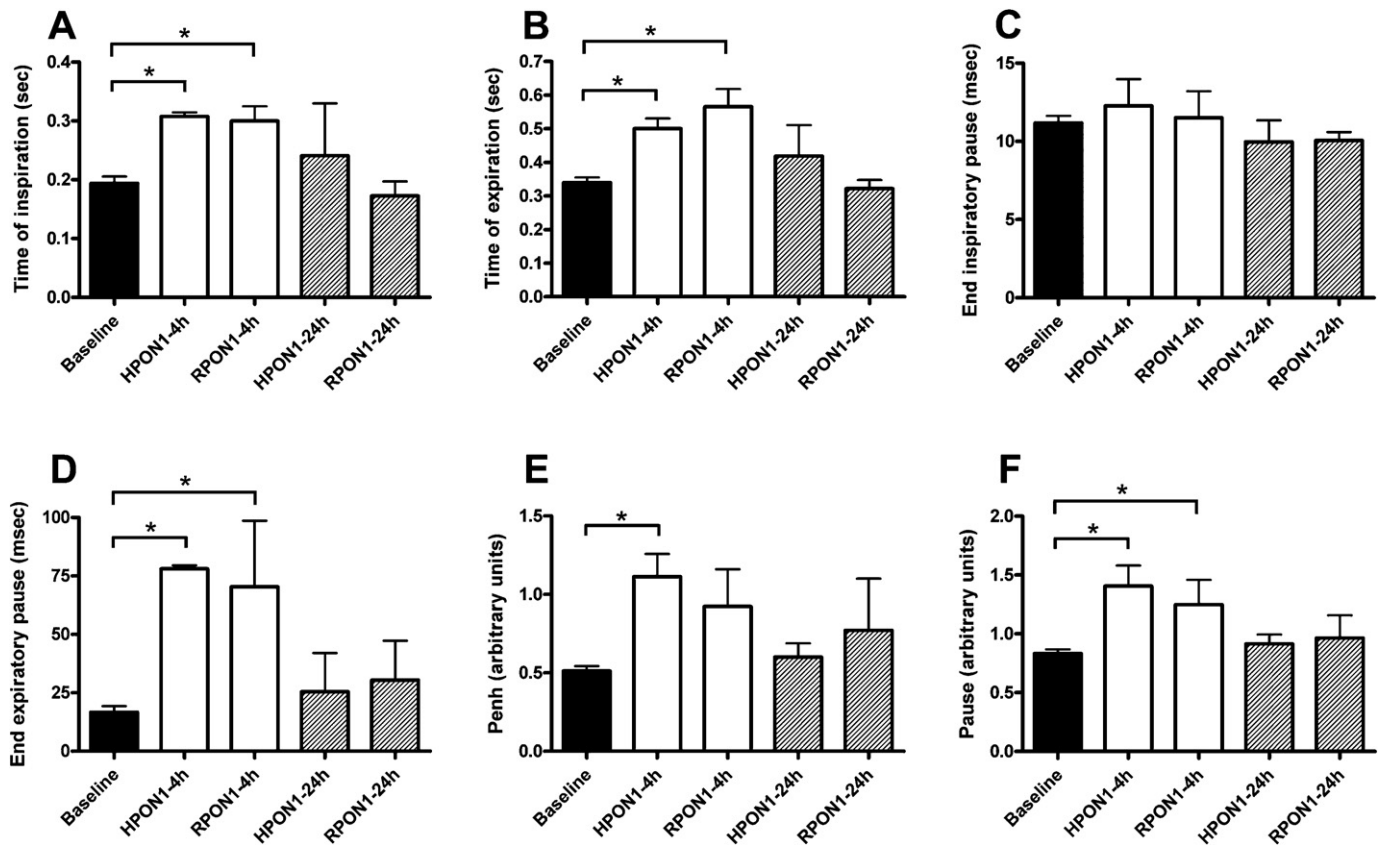 A
Time of inspiration (sec)
0.4
0.3
0.2
0.1
0.0
*
*
Baseline
HPON1-4h
RPON1-4h
HPON1-24h
RPON1-24h
B
Time of expiration (sec)
0.7
0.6
0.5
0.4
0.3
0.2
0.1
0.0
*
*
Baseline
HPON1-4h
RPON1-4h
HPON1-24h
RPON1-24h
C
End inspiratory pause (msec)
15
10
5
0
Baseline
HPON1-4h
RPON1-4h
HPON1-24h
RPON1-24h
D
End expiratory pause (msec)
100
75
50
25
0
*
*
Baseline
HPON1-4h
RPON1-4h
HPON1-24h
RPON1-24h
E
Penh (arbitrary units)
1.5
1.0
0.5
0.0
*
Baseline
HPON1-4h
RPON1-4h
HPON1-24h
RPON1-24h
F
Pause (arbitrary units)
2.0
1.5
1.0
0.5
0.0
*
*
Baseline
HPON1-4h
RPON1-4h
HPON1-24h
RPON1-24h